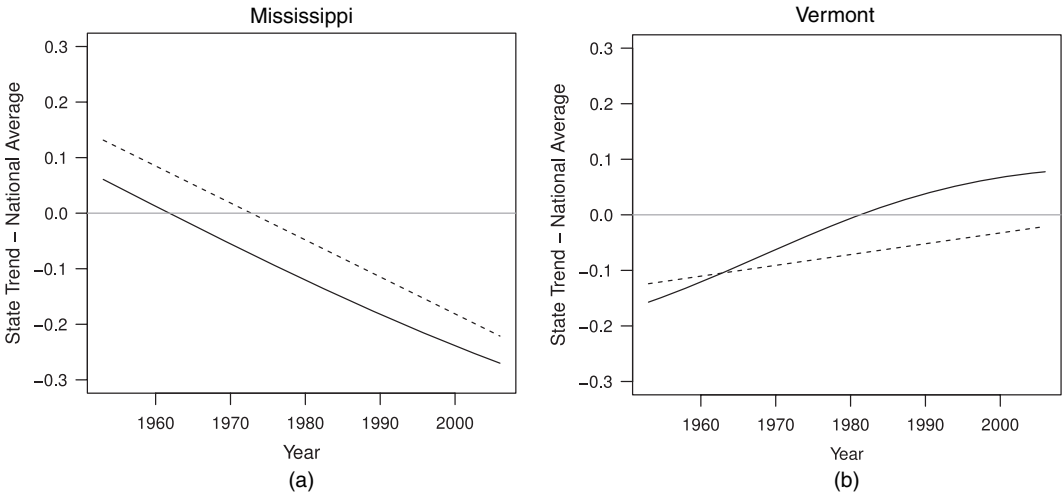 Mississippi
State Trend – National Average
0.3
0.2
0.1
0.0
−0.1
−0.2
−0.3
1960 1970 1980 1990 2000
Year
(a)
Vermont
State Trend – National Average
0.3
0.2
0.1
0.0
−0.1
−0.2
−0.3
1960 1970 1980 1990 2000
Year
(b)